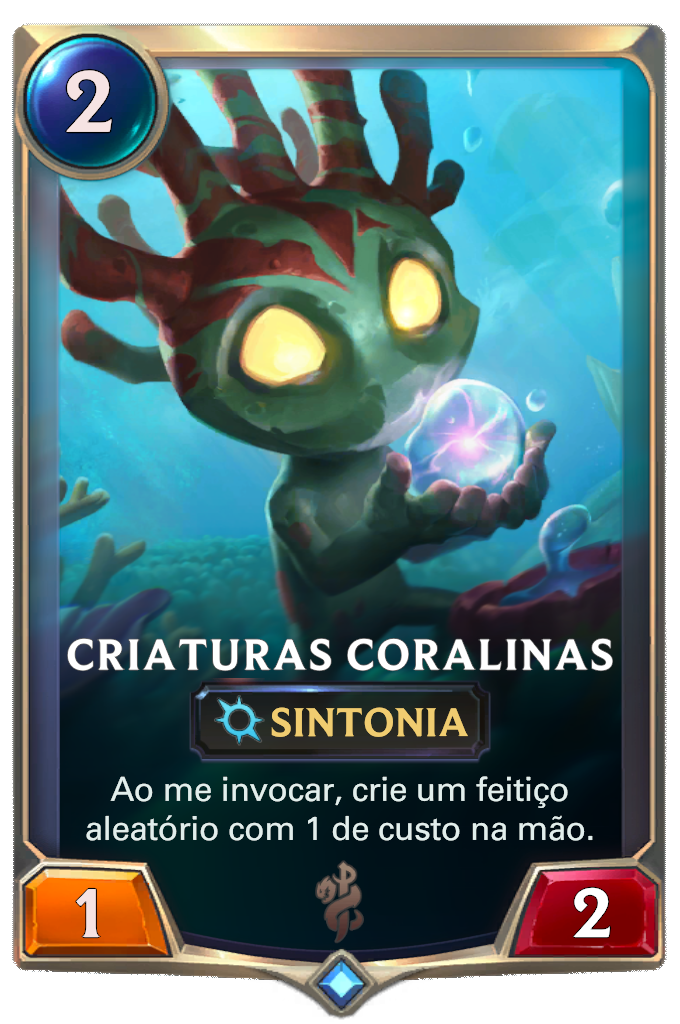 2
CRIATURAS CORALINAS
SINTONIA
Ao me invocar, crie um feitiço
aleatório com 1 de custo na mão.
1
2